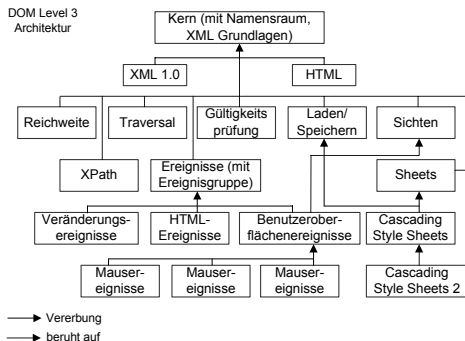 DOM Level 3
Architektur
Kern (mit Namensraum,
XML Grundlagen)
XML 1.0
HTML
Reichweite
Traversal
Gültigkeits
prüfung
Laden/
Speichern
Sichten
XPath
Ereignisse (mit
Ereignisgruppe)
Sheets
Veränderungs-
ereignisse
HTML-
Ereignisse
Benutzerober-
flächenereignisse
Cascading
Style Sheets
Mauser-
eignisse
Mauser-
eignisse
Mauser-
eignisse
Cascading
Style Sheets 2
Vererbung
beruht auf